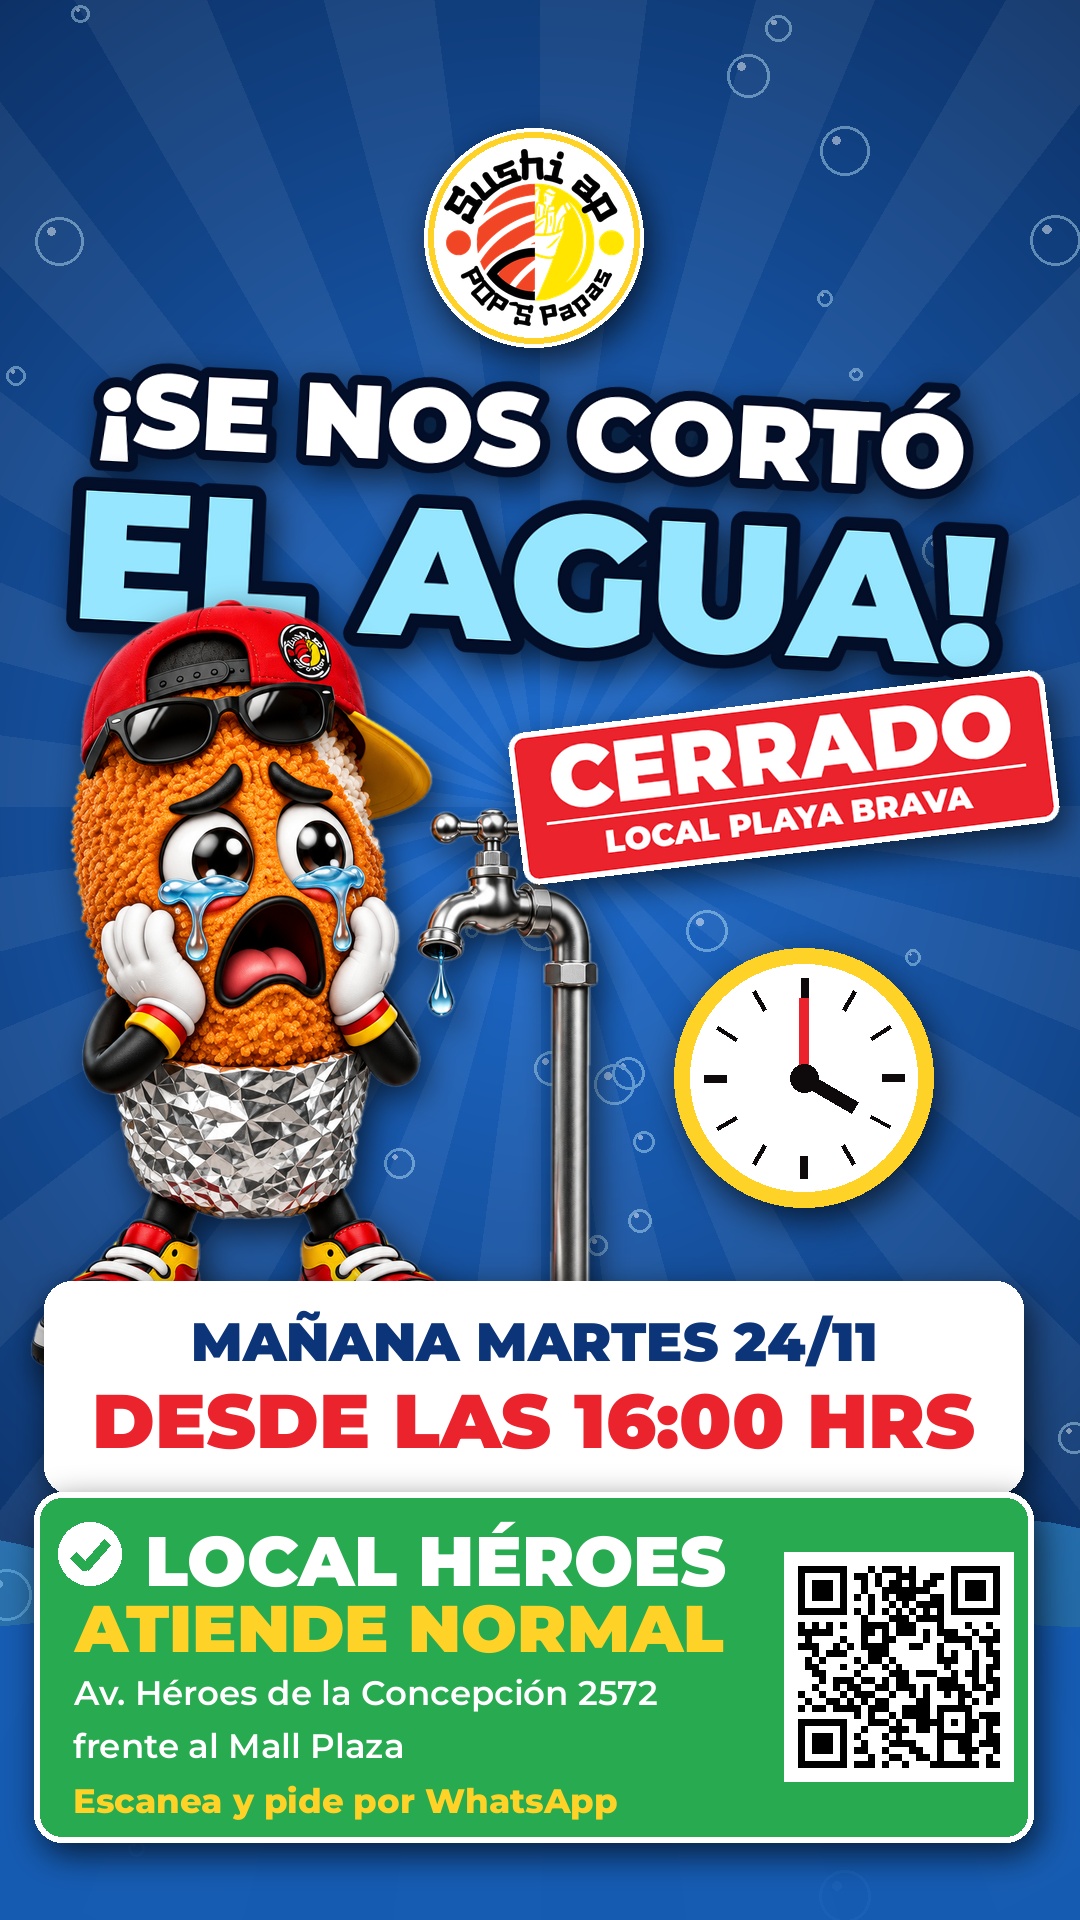 Sushi ap
POP'S Papas
¡SE NOS CORTÓ
EL AGUA!
CERRADO
LOCAL PLAYA BRAVA
MAÑANA MARTES 24/11
DESDE LAS 16:00 HRS
LOCAL HÉROES
ATIENDE NORMAL
Av. Héroes de la Concepción 2572
frente al Mall Plaza
Escanea y pide por WhatsApp